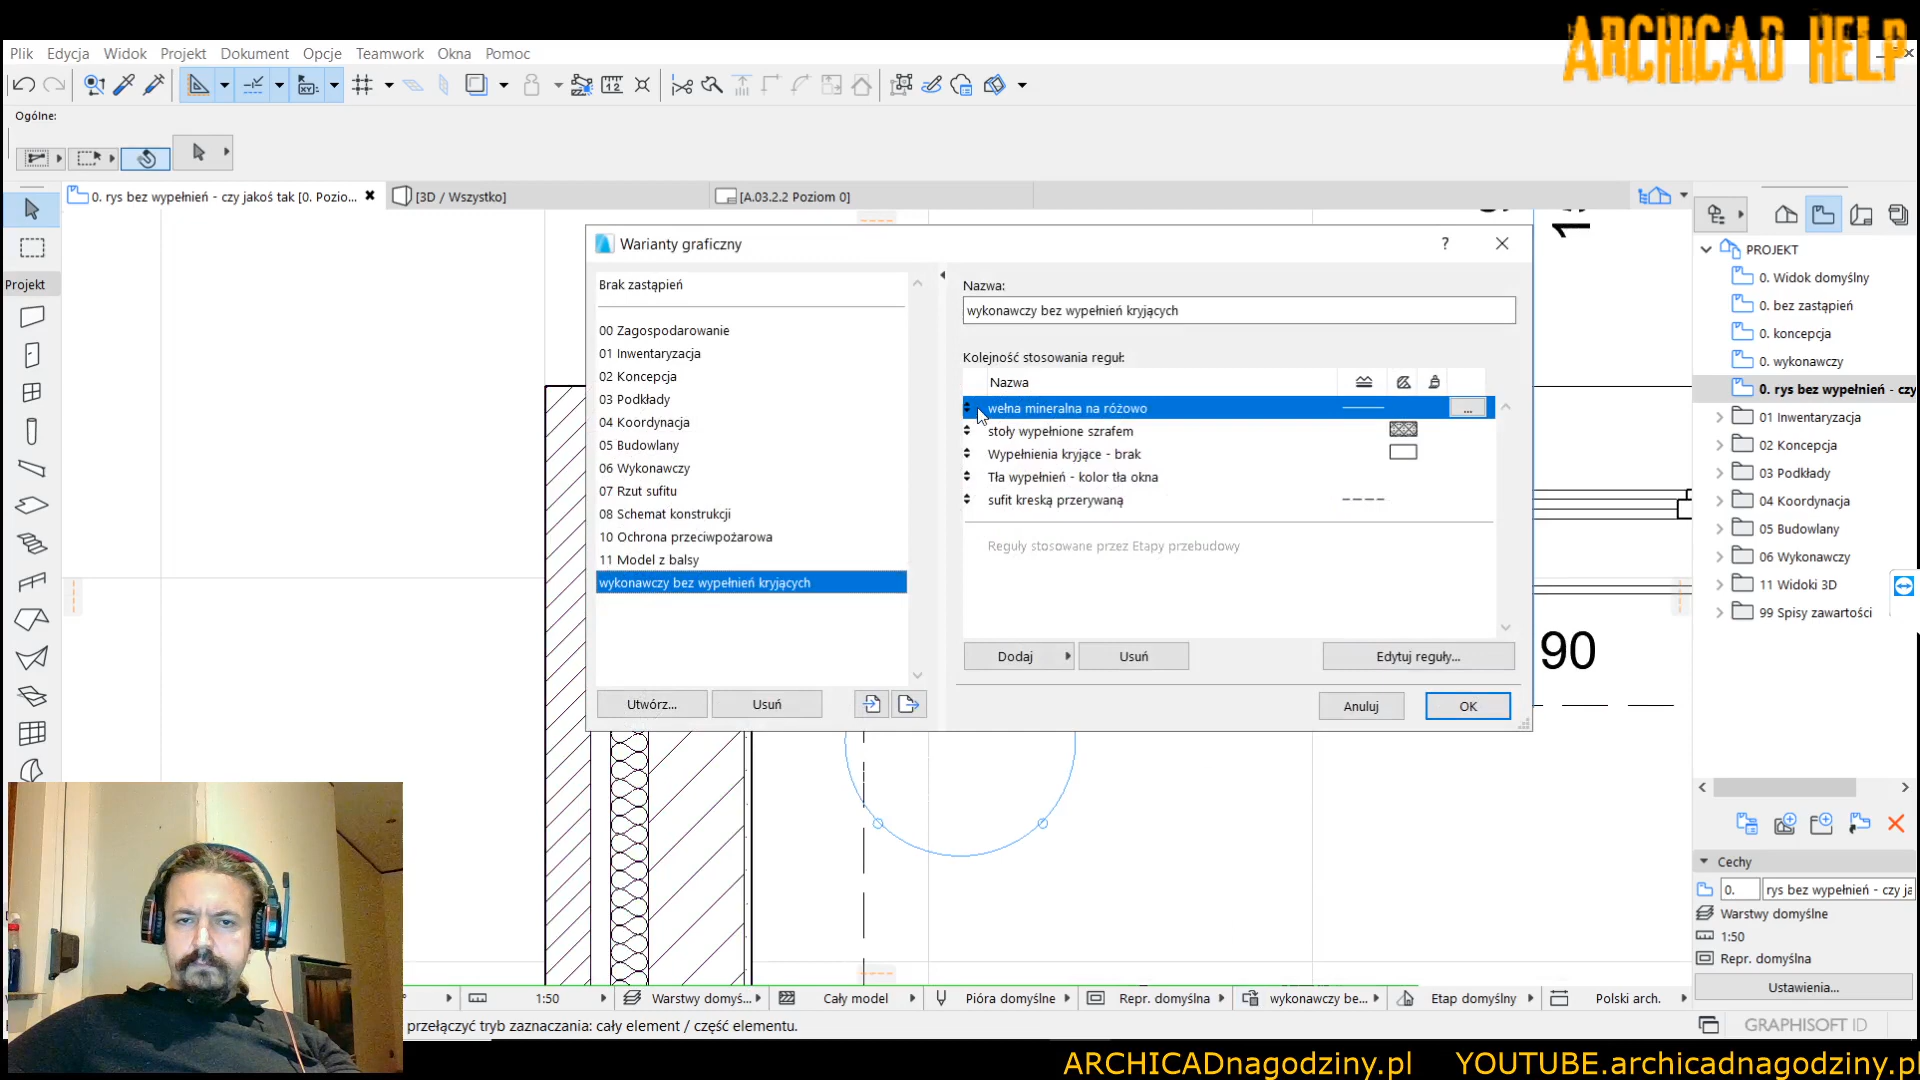 ARCHICAD HELP
Plik Edycja Widok Projekt Dokument Opcje Teamwork Okna Pomoc
Ogólne:
0. rys bez wypełnień - czy jakoś tak [0. Pozio...
[3D / Wszystko]
[A.03.2.2 Poziom 0]
Projekt
Warianty graficzny
?
Brak zastąpień
00 Zagospodarowanie
01 Inwentaryzacja
02 Koncepcja
03 Podkłady
04 Koordynacja
05 Budowlany
06 Wykonawczy
07 Rzut sufitu
08 Schemat konstrukcji
10 Ochrona przeciwpożarowa
11 Model z balsy
wykonawczy bez wypełnień kryjących
Utwórz...
Usuń
Nazwa:
wykonawczy bez wypełnień kryjących
Kolejność stosowania reguł:
Nazwa
wełna mineralna na różowo
...
stoły wypełnione szrafem
Wypełnienia kryjące - brak
Tła wypełnień - kolor tła okna
sufit kreską przerywaną
Reguły stosowane przez Etapy przebudowy
Dodaj
Usuń
Edytuj reguły...
Anuluj
OK
90
PROJEKT
0. Widok domyślny
0. bez zastąpień
0. koncepcja
0. wykonawczy
0. rys bez wypełnień - czy
01 Inwentaryzacja
02 Koncepcja
03 Podkłady
04 Koordynacja
05 Budowlany
06 Wykonawczy
11 Widoki 3D
99 Spisy zawartości
Cechy
0.
rys bez wypełnień - czy ja
Warstwy domyślne
1:50
Repr. domyślna
Ustawienia...
1:50
Warstwy domyś...
Cały model
Pióra domyślne
Repr. domyślna
wykonawczy be...
Etap domyślny
Polski arch.
przełączyć tryb zaznaczania: cały element / część elementu.
GRAPHISOFT ID
ARCHICADnagodziny.pl YOUTUBE.archicadnagodziny.pl